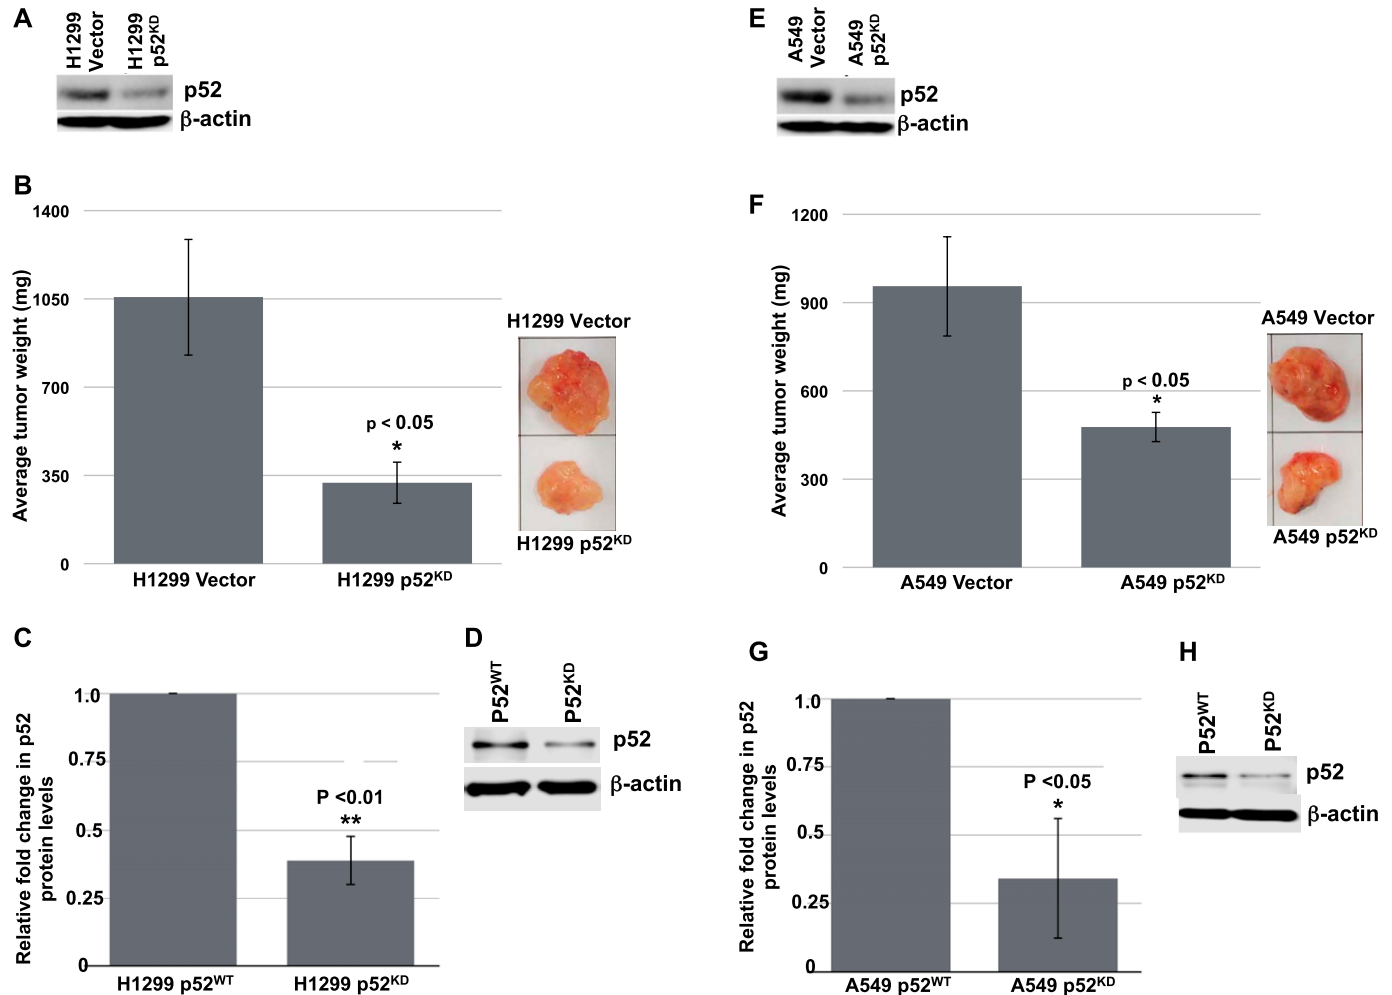 A
H1299
Vector
H1299
p52KD
p52
β-actin
B
Average tumor weight (mg)
1400
1050
700
350
0
p < 0.05
*
H1299 Vector
H1299 p52KD
H1299 Vector
H1299 p52KD
C
Relative fold change in p52
protein levels
1.0
0.75
0.5
0.25
0
P <0.01
**
H1299 p52WT
H1299 p52KD
D
P52WT
P52KD
p52
β-actin
E
A549
Vector
A549
p52KD
p52
β-actin
F
Average tumor weight (mg)
1200
900
600
300
0
p < 0.05
*
A549 Vector
A549 p52KD
A549 Vector
A549 p52KD
G
Relative fold change in p52
protein levels
1.0
0.75
0.5
0.25
0
P <0.05
*
A549 p52WT
A549 p52KD
H
P52WT
P52KD
p52
β-actin